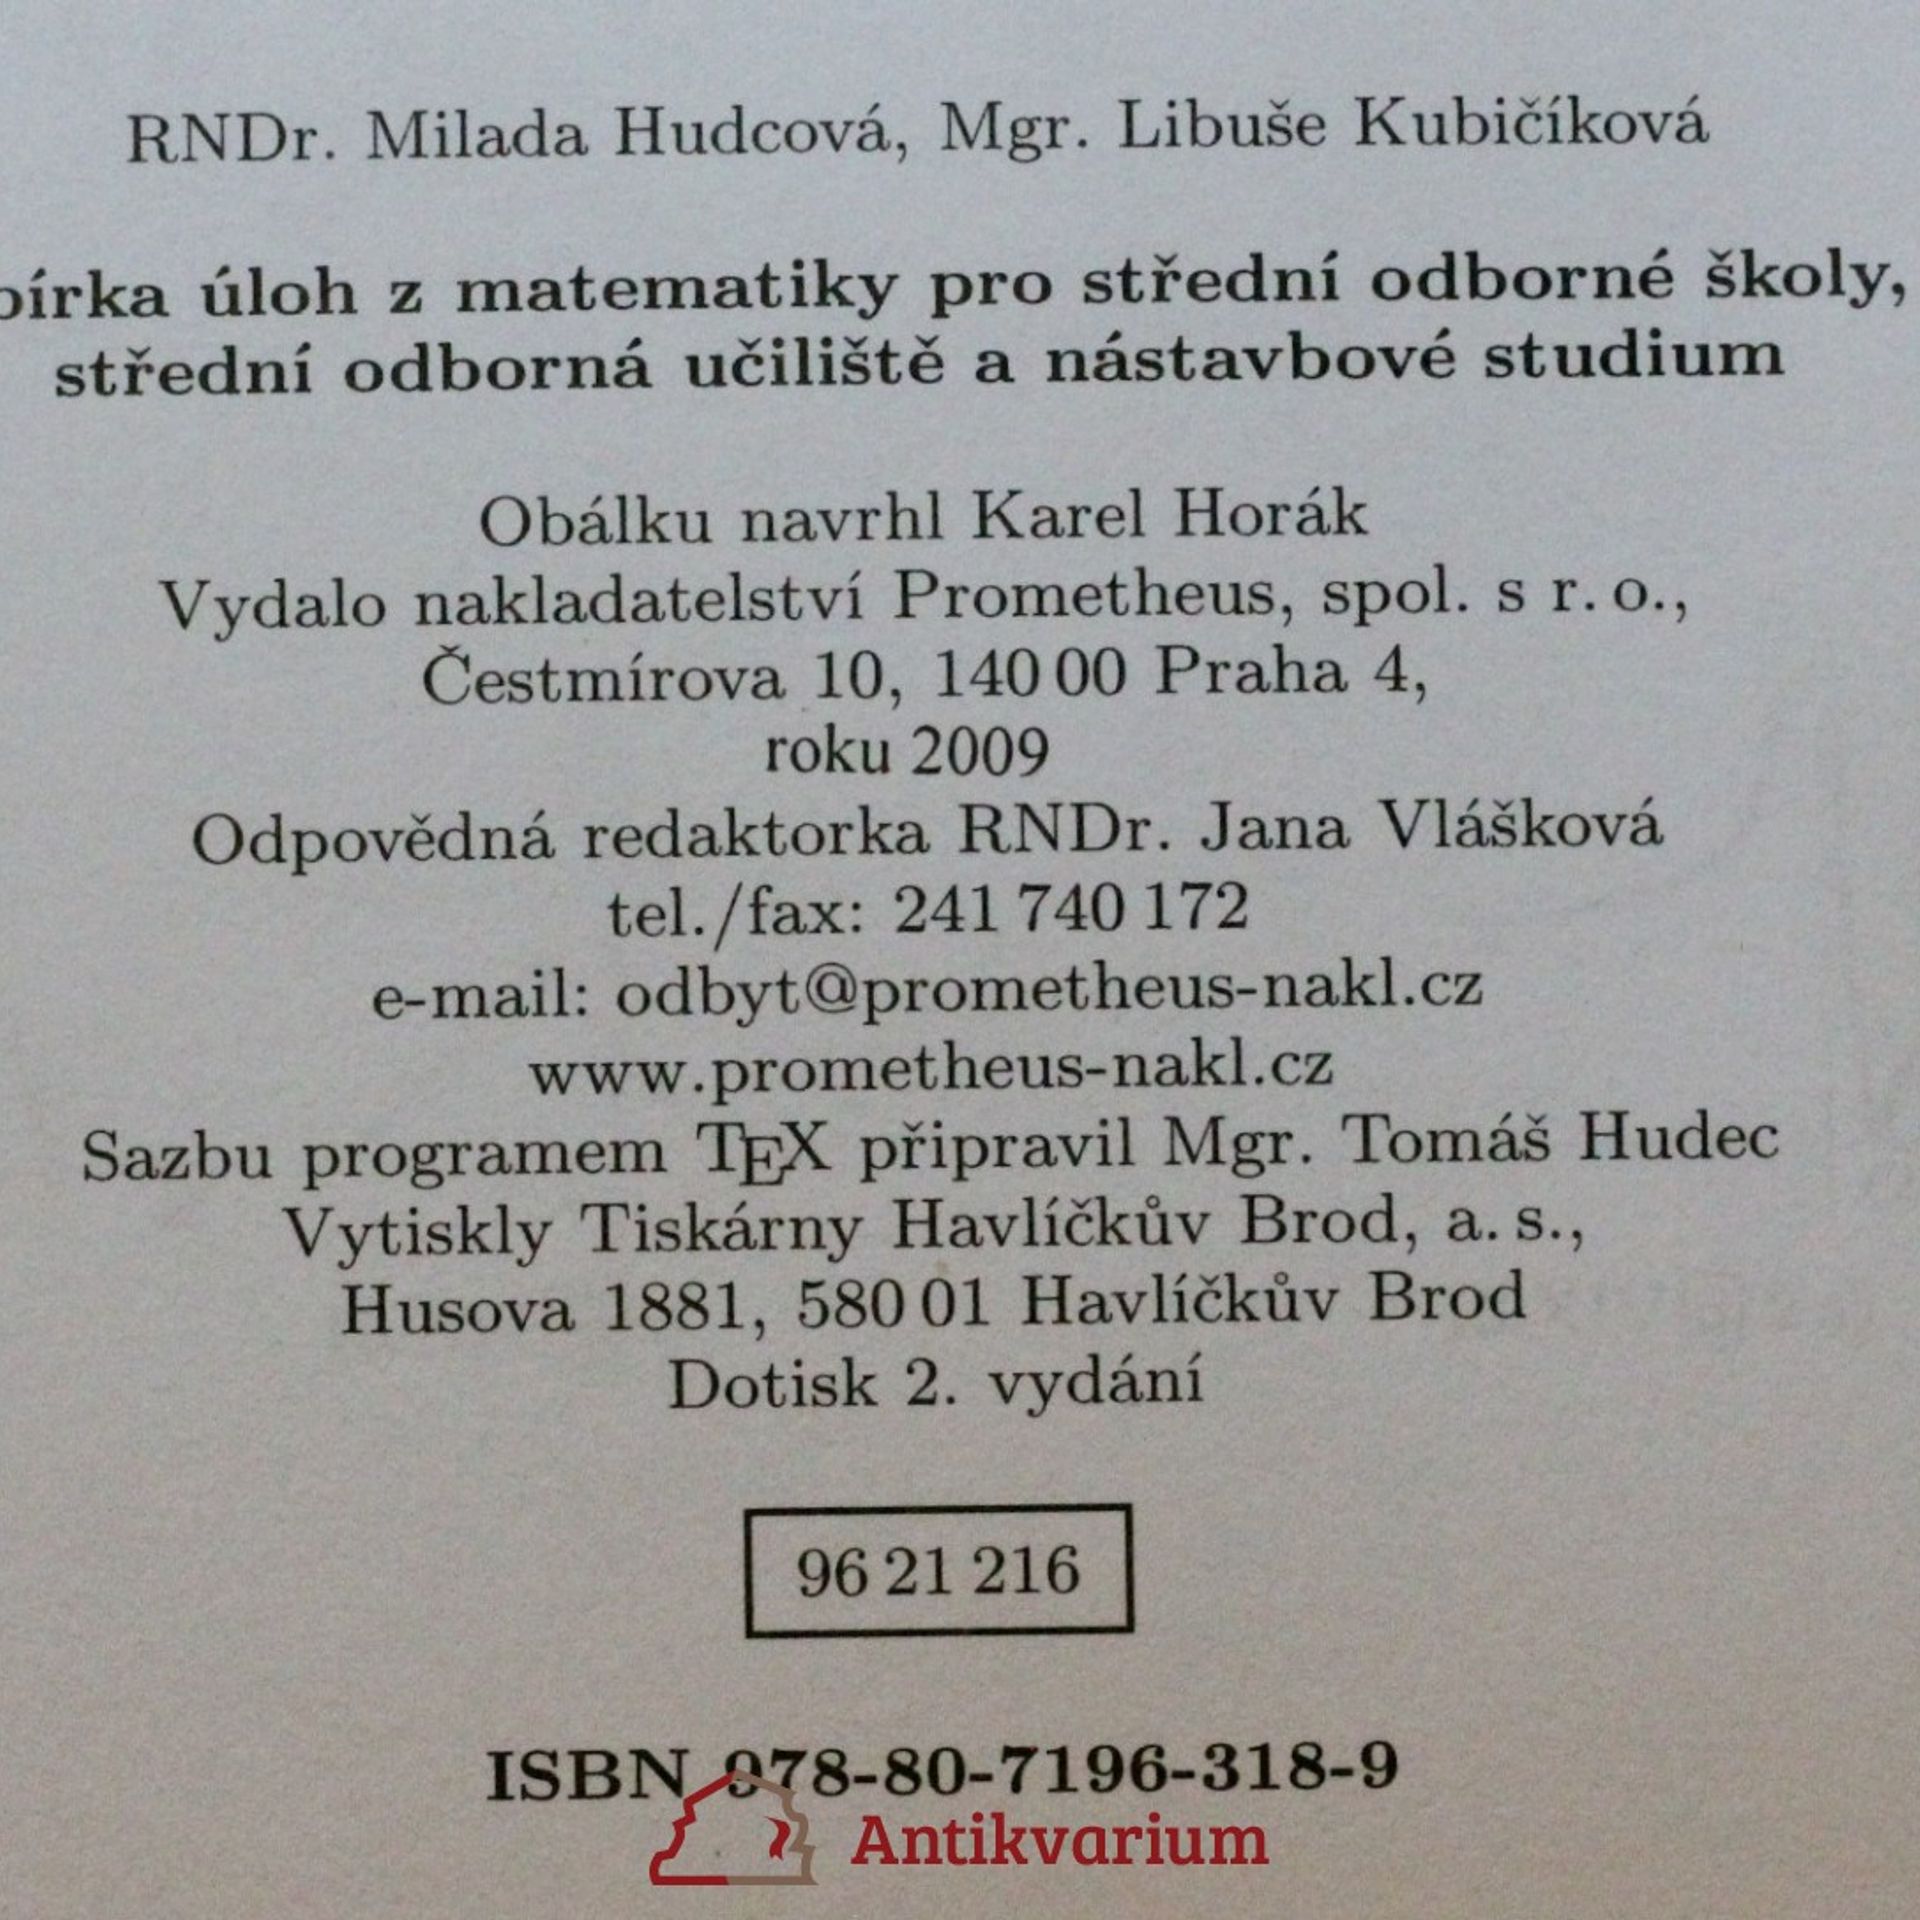 RNDr. Milada Hudcová, Mgr. Libuše Kubičíková
úloh z matematiky pro střední odborné školy,
střední odborná učiliště a nástavbové studium
Obálku navrhl Karel Horák
Vydalo nakladatelství Prometheus, spol. s r. o.,
Čestmírova 10, 140 00 Praha 4,
roku 2009
Odpovědná redaktorka RNDr. Jana Vlášková
tel./fax: 241 740 172
e-mail: odbyt@prometheus-nakl.cz
www.prometheus-nakl.cz
Sazbu programem TEX připravil Mgr. Tomáš Hudec
Vytiskly Tiskárny Havlíčkův Brod, a. s.,
Husova 1881, 580 01 Havlíčkův Brod
Dotisk 2. vydání
96 21 216
ISBN 978-80-7196-318-9
Antikvarium